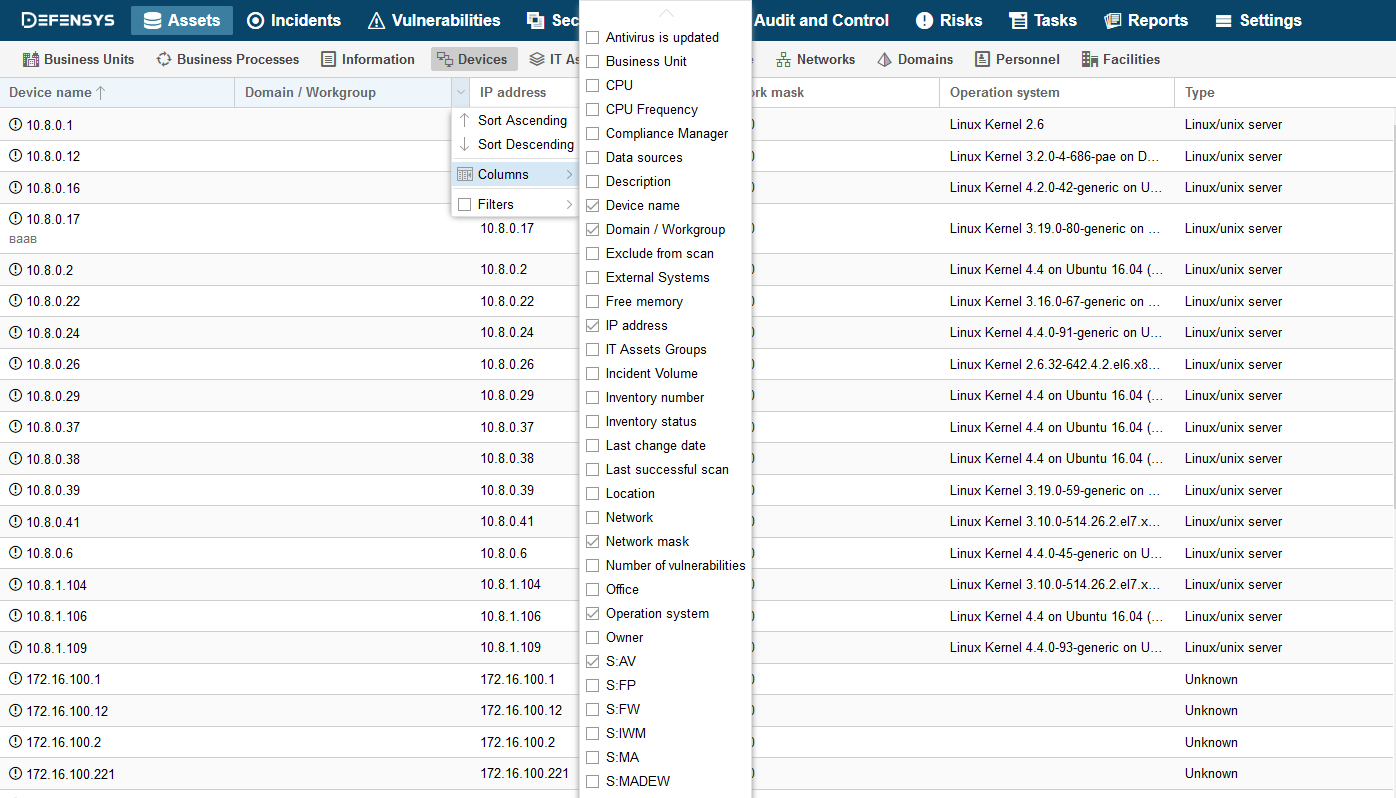 DEFENSYS Assets Incidents Vulnerabilities Sec Audit and Control Risks Tasks Reports Settings
Business Units Business Processes Information Devices IT As Networks Domains Personnel Facilities
Device name Domain / Workgroup IP address rk mask Operation system Type
Sort Ascending
Sort Descending
Columns
Filters
Antivirus is updated
Business Unit
CPU
CPU Frequency
Compliance Manager
Data sources
Description
Device name
Domain / Workgroup
Exclude from scan
External Systems
Free memory
IP address
IT Assets Groups
Incident Volume
Inventory number
Inventory status
Last change date
Last successful scan
Location
Network
Network mask
Number of vulnerabilities
Office
Operation system
Owner
S:AV
S:FP
S:FW
S:IWM
S:MA
S:MADEW
10.8.0.1 Linux Kernel 2.6 Linux/unix server
10.8.0.12 Linux Kernel 3.2.0-4-686-pae on D... Linux/unix server
10.8.0.16 Linux Kernel 4.2.0-42-generic on U... Linux/unix server
10.8.0.17 10.8.0.17 Linux Kernel 3.19.0-80-generic on ... Linux/unix server
ваав
10.8.0.2 10.8.0.2 Linux Kernel 4.4 on Ubuntu 16.04 (... Linux/unix server
10.8.0.22 10.8.0.22 Linux Kernel 3.16.0-67-generic on ... Linux/unix server
10.8.0.24 10.8.0.24 Linux Kernel 4.4.0-91-generic on U... Linux/unix server
10.8.0.26 10.8.0.26 Linux Kernel 2.6.32-642.4.2.el6.x8... Linux/unix server
10.8.0.29 10.8.0.29 Linux Kernel 4.4 on Ubuntu 16.04 (... Linux/unix server
10.8.0.37 10.8.0.37 Linux Kernel 4.4 on Ubuntu 16.04 (... Linux/unix server
10.8.0.38 10.8.0.38 Linux Kernel 4.4 on Ubuntu 16.04 (... Linux/unix server
10.8.0.39 10.8.0.39 Linux Kernel 3.19.0-59-generic on ... Linux/unix server
10.8.0.41 10.8.0.41 Linux Kernel 3.10.0-514.26.2.el7.x... Linux/unix server
10.8.0.6 10.8.0.6 Linux Kernel 4.4.0-45-generic on U... Linux/unix server
10.8.1.104 10.8.1.104 Linux Kernel 3.10.0-514.26.2.el7.x... Linux/unix server
10.8.1.106 10.8.1.106 Linux Kernel 4.4 on Ubuntu 16.04 (... Linux/unix server
10.8.1.109 10.8.1.109 Linux Kernel 4.4.0-93-generic on U... Linux/unix server
172.16.100.1 172.16.100.1 Unknown
172.16.100.12 172.16.100.12 Unknown
172.16.100.2 172.16.100.2 Unknown
172.16.100.221 172.16.100.221 Unknown